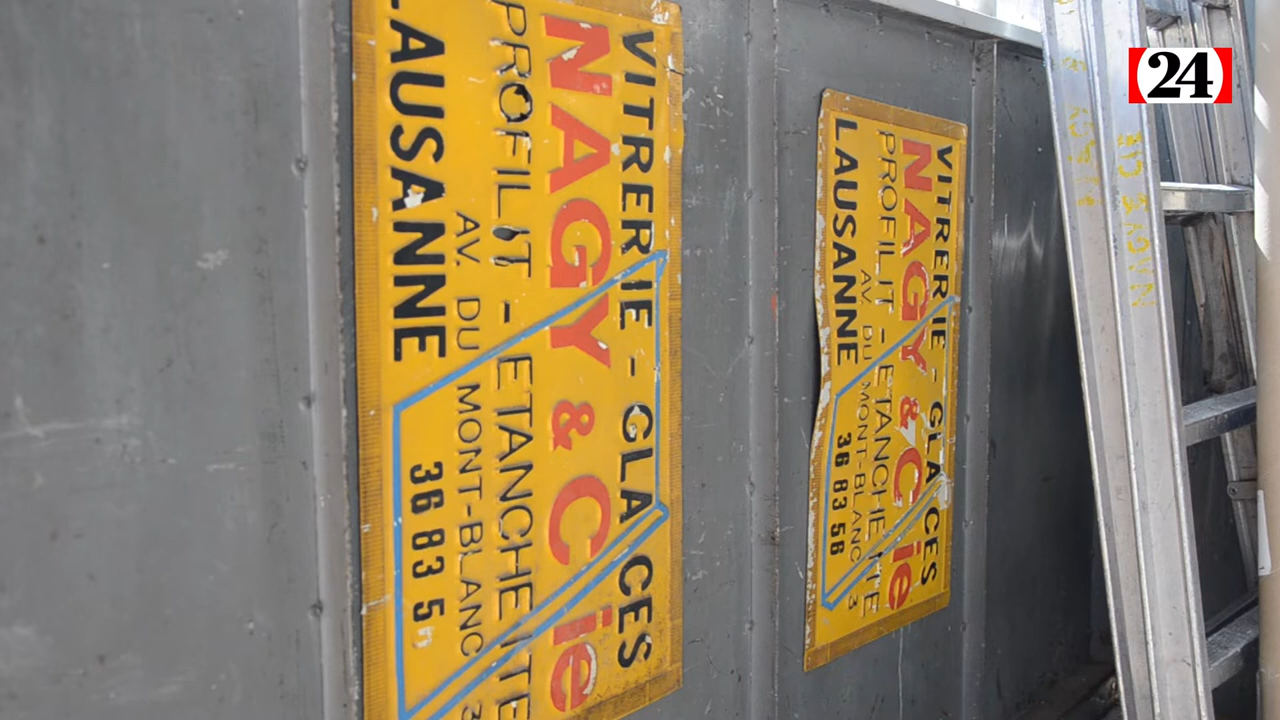 VITRERIE - GLACES
NAGY & Cie
PROFILIT - ETANCHEITE
AV. DU MONT-BLANC
LAUSANNE 36 83 5
VITRERIE - GLACES
NAGY & Cie
PROFILIT - ETANCHEITE
AV. DU MONT-BLANC 3
LAUSANNE 36 83 58
24